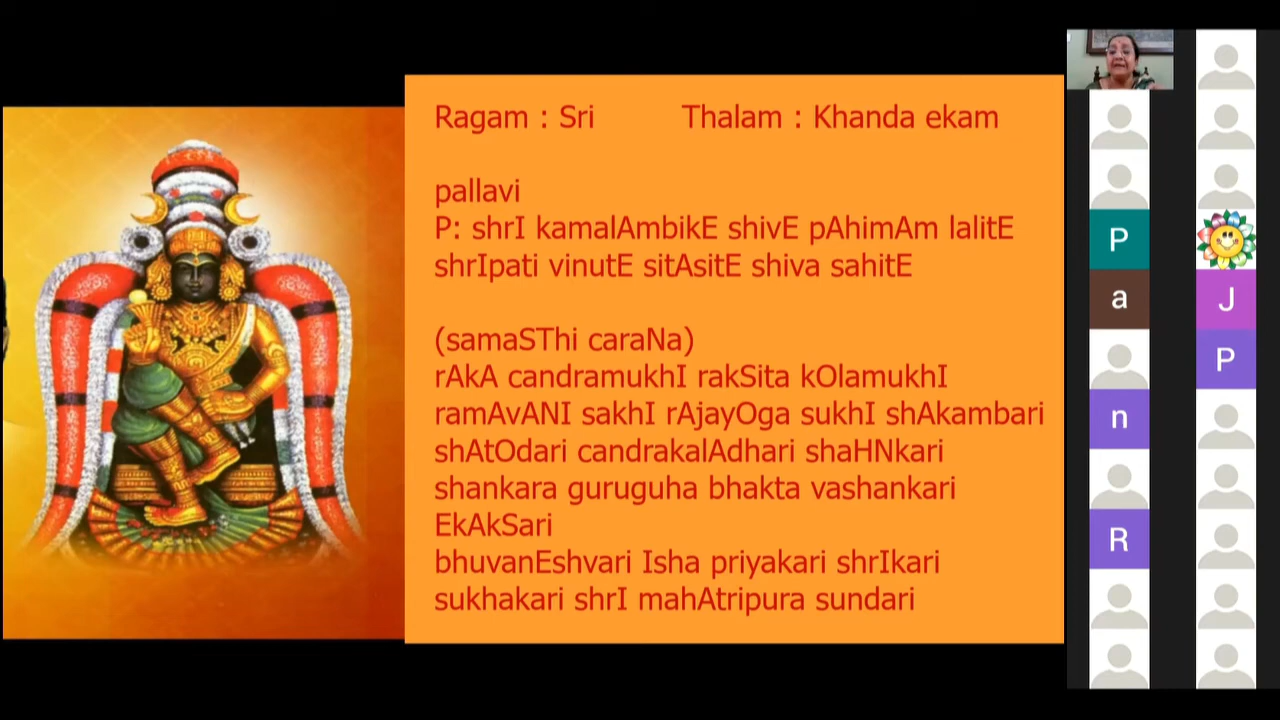 Ragam : Sri Thalam : Khanda ekam
pallavi
P: shrI kamalAmbikE shivE pAhimAm lalitE
shrIpati vinutE sitAsitE shiva sahitE
(samaSThi caraNa)
rAkA candramukhI rakSita kOlamukhI
ramAvANI sakhI rAjayOga sukhI shAkambari
shAtOdari candrakalAdhari shaHNkari
shankara guruguha bhakta vashankari
EkAkSari
bhuvanEshvari Isha priyakari shrIkari
sukhakari shrI mahAtripura sundari
P
a
n
R
J
P